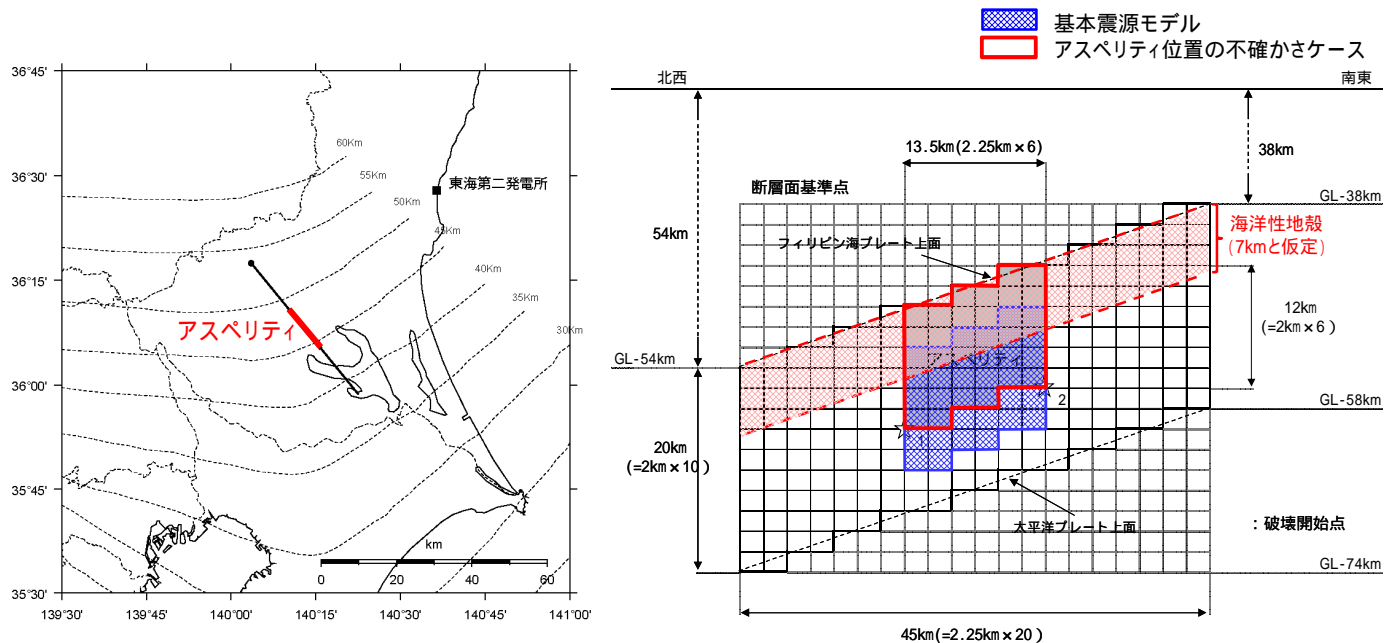 基本震源モデル
アスペリティ位置の不確かさケース
36°45'
36°30'
36°15'
36°00'
35°45'
35°30'
139°30'
139°45'
140°00'
140°15'
140°30'
140°45'
141°00'
60Km
55Km
50Km
45Km
40Km
35Km
30Km
東海第二発電所
アスペリティ
km
0
20
40
60
北西
南東
13.5km(2.25km×6)
38km
断層面基準点
GL-38km
54km
フィリピン海プレート上面
海洋性地殻
(7kmと仮定)
12km
(=2km×6)
GL-54km
アスペリティ
2
1
GL-58km
20km
(=2km×10)
太平洋プレート上面
:破壊開始点
GL-74km
45km(=2.25km×20)